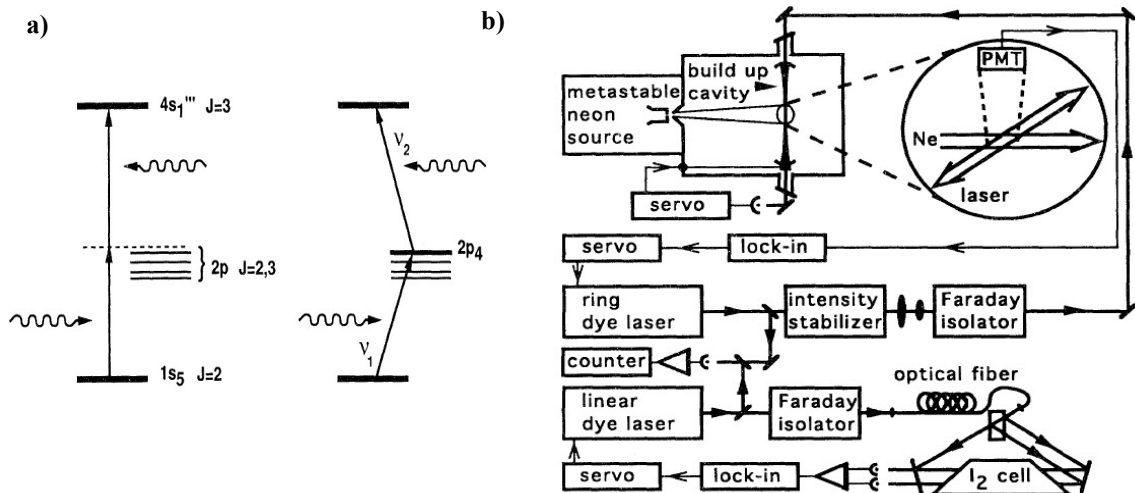 a)
4s₁''' J=3
ν₂
2p J=2,3
2p₄
ν₁
1s₅ J=2
b)
PMT
build up
cavity
metastable
neon
source
Ne
laser
servo
servo
lock-in
ring
dye laser
intensity
stabilizer
Faraday
isolator
counter
optical fiber
linear
dye laser
Faraday
isolator
servo
lock-in
I₂ cell